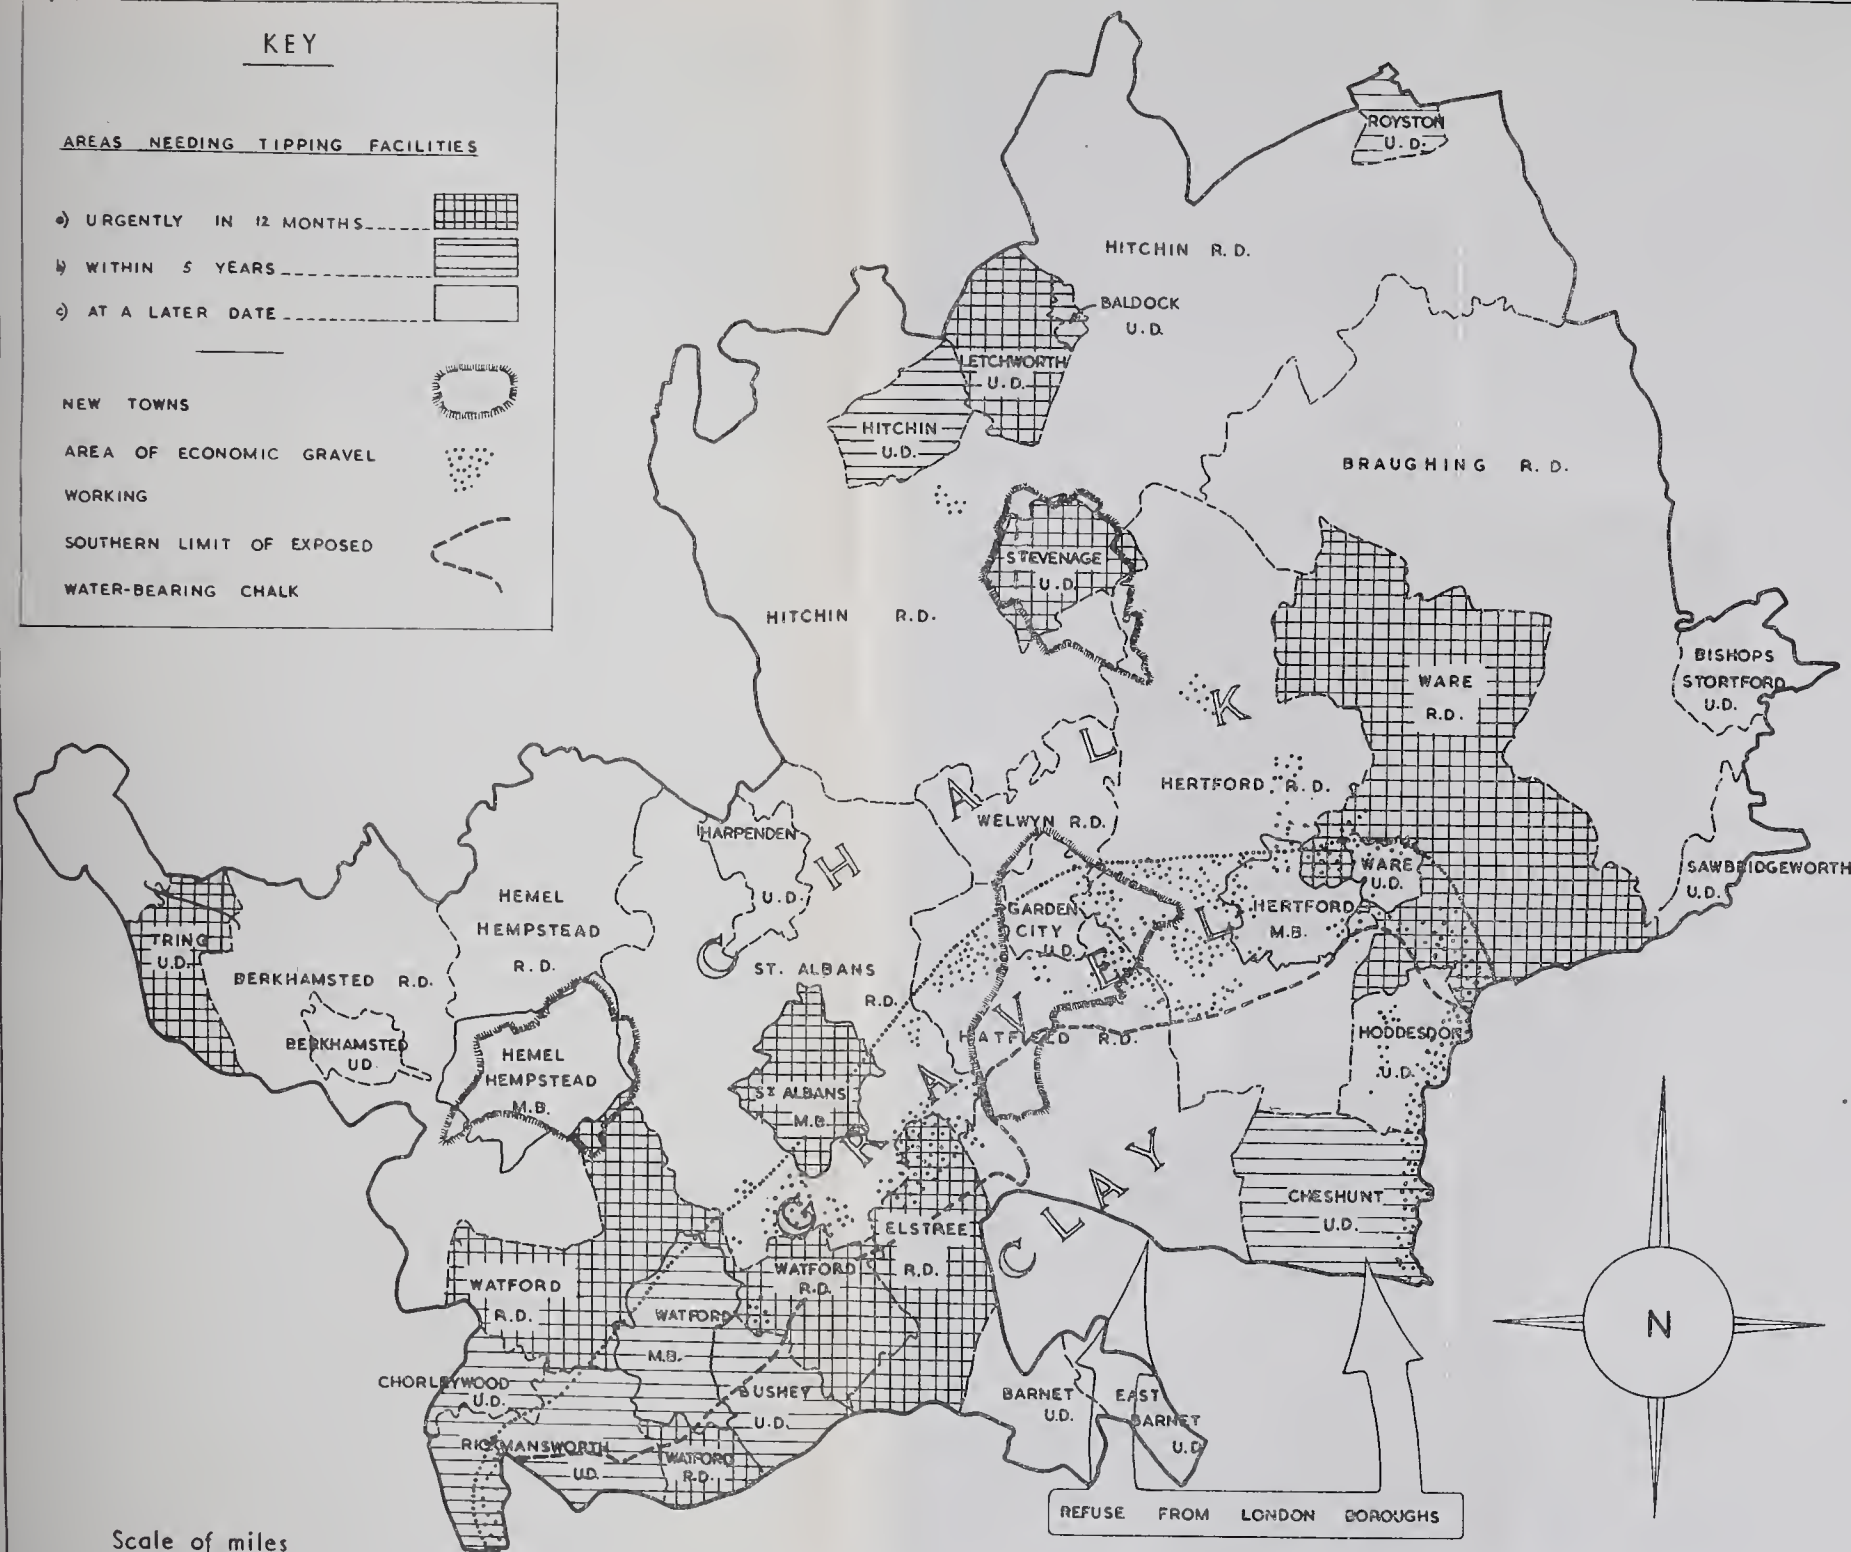 KEY
AREAS NEEDING TIPPING FACILITIES
a) URGENTLY IN 12 MONTHS
b) WITHIN 5 YEARS
c) AT A LATER DATE
NEW TOWNS
AREA OF ECONOMIC GRAVEL
WORKING
SOUTHERN LIMIT OF EXPOSED
WATER-BEARING CHALK
ROYSTON
U.D.
HITCHIN R.D.
BALDOCK
U.D.
LETCHWORTH
U.D.
HITCHIN
U.D.
BRAUGHING R.D.
STEVENAGE
U.D.
HITCHIN R.D.
BISHOPS
STORTFORD
U.D.
WARE
R.D.
CHALK
HERTFORD R.D.
WELWYN R.D.
HARPENDEN
U.D.
WARE
U.D.
SAWBRIDGEWORTH
U.D.
HEMEL
HEMPSTEAD
R.D.
GARDEN
CITY
U.D.
HERTFORD
M.B.
TRING
U.D.
BERKHAMSTED R.D.
ST. ALBANS
R.D.
GRAVEL
HATFIELD R.D.
HODDESDON
U.D.
BERKHAMSTED
U.D.
HEMEL
HEMPSTEAD
M.B.
ST ALBANS
M.B.
CLAY
CHESHUNT
U.D.
ELSTREE
R.D.
WATFORD
R.D.
WATFORD
R.D.
WATFORD
M.B.
CHORLEYWOOD
U.D.
BUSHEY
U.D.
BARNET
U.D.
EAST
BARNET
U.D
RICKMANSWORTH
U.D.
WATFORD
R.D.
N
REFUSE FROM LONDON BOROUGHS
Scale of miles